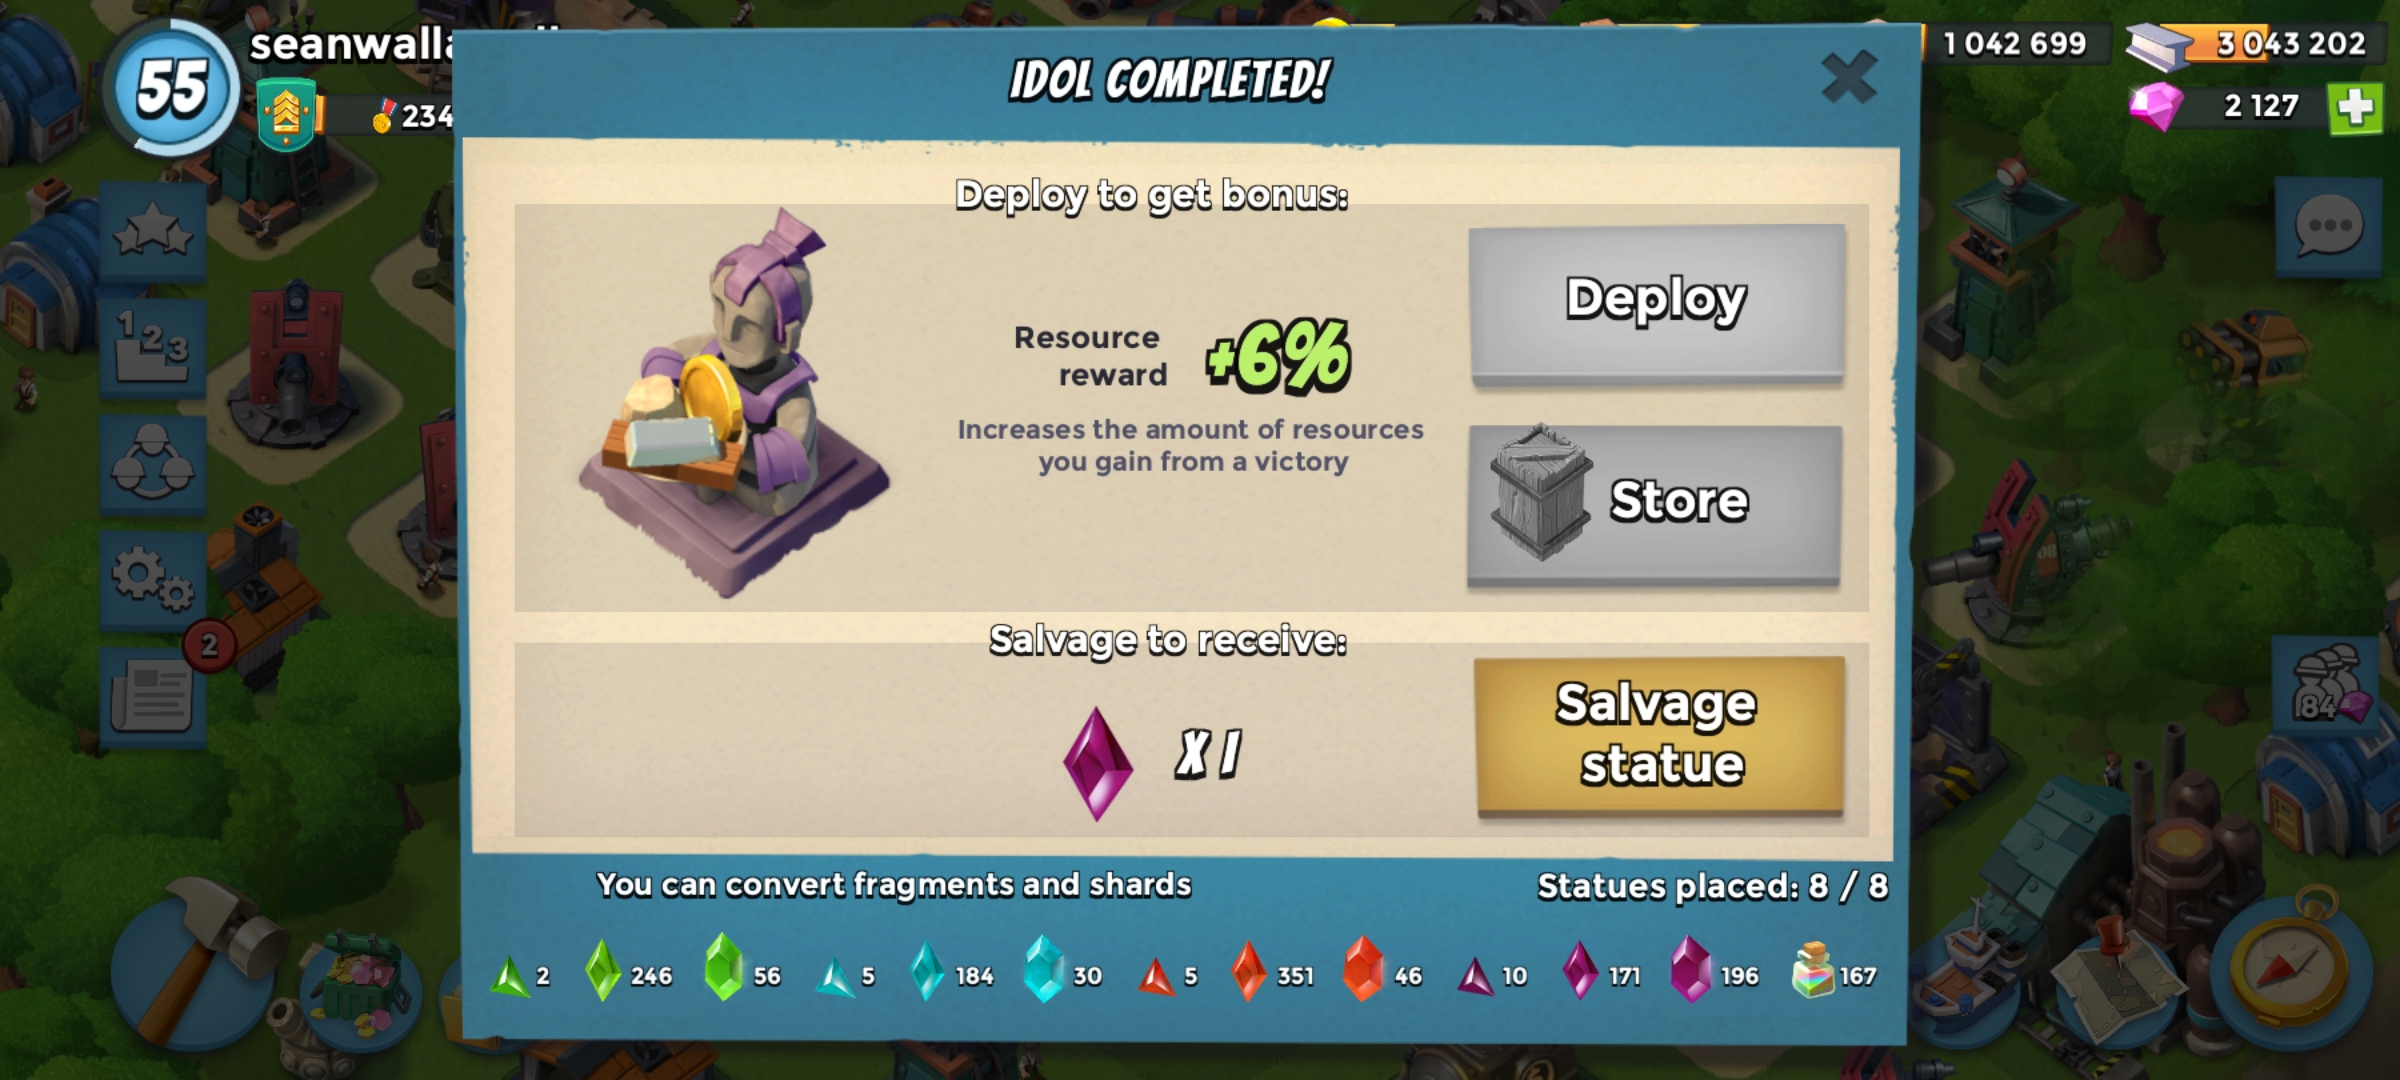 55
1 042 699
3 043 202
234
2 127
IDOL COMPLETED!
Deploy to get bonus:
Resource
reward
+6%
Increases the amount of resources
you gain from a victory
Deploy
Store
123
2
Salvage to receive:
X 1
Salvage
statue
84
You can convert fragments and shards
Statues placed: 8 / 8
2 246 56 5 184 30 5 351 46 10 171 196 167